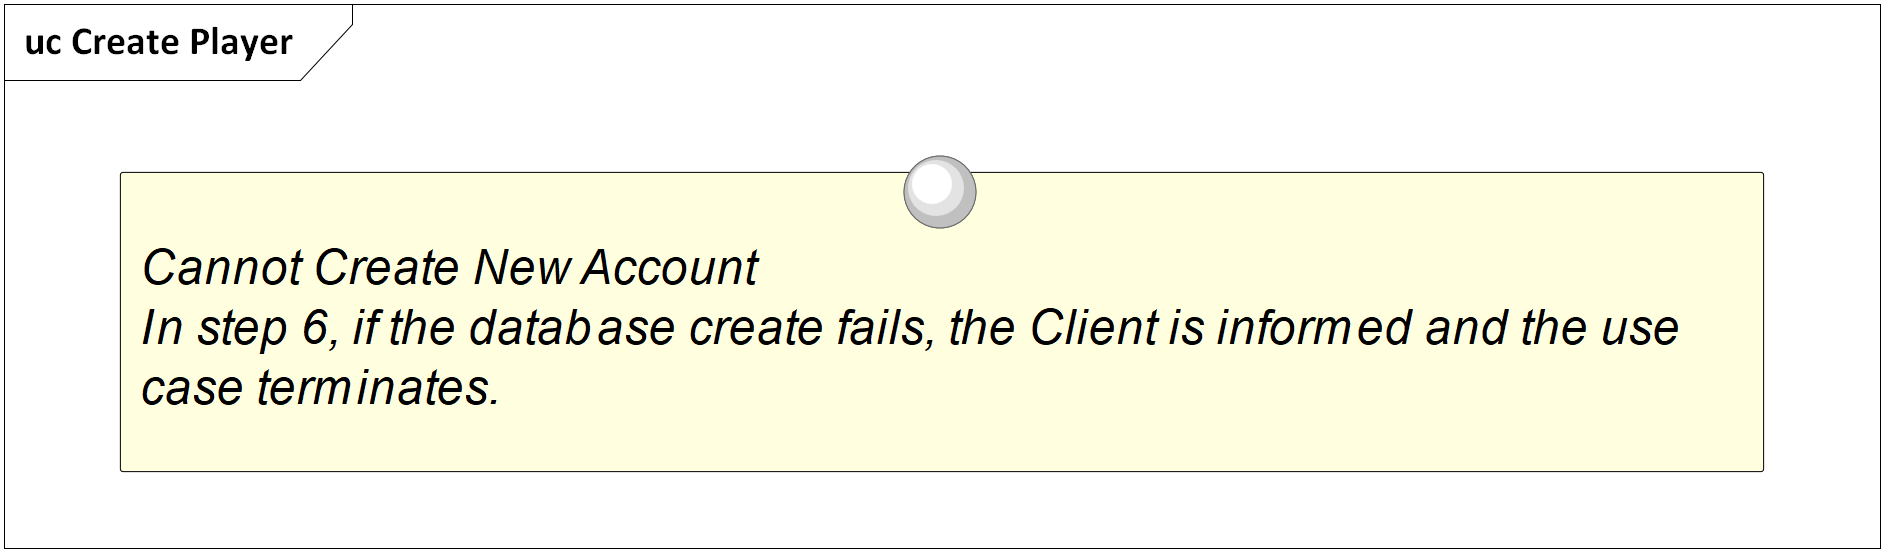 uc Create Player
Cannot Create New Account
In step 6, if the database create fails, the Client is informed and the use
case terminates.